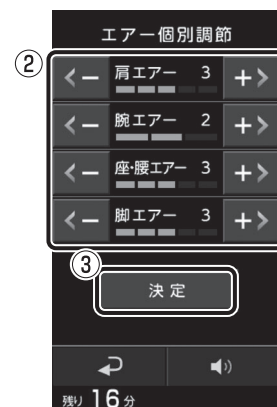 エアー個別調節
②
－ 肩エアー 3 ＋
－ 腕エアー 2 ＋
－ 座・腰エアー 3 ＋
－ 脚エアー 3 ＋
③
決定
残り 16分